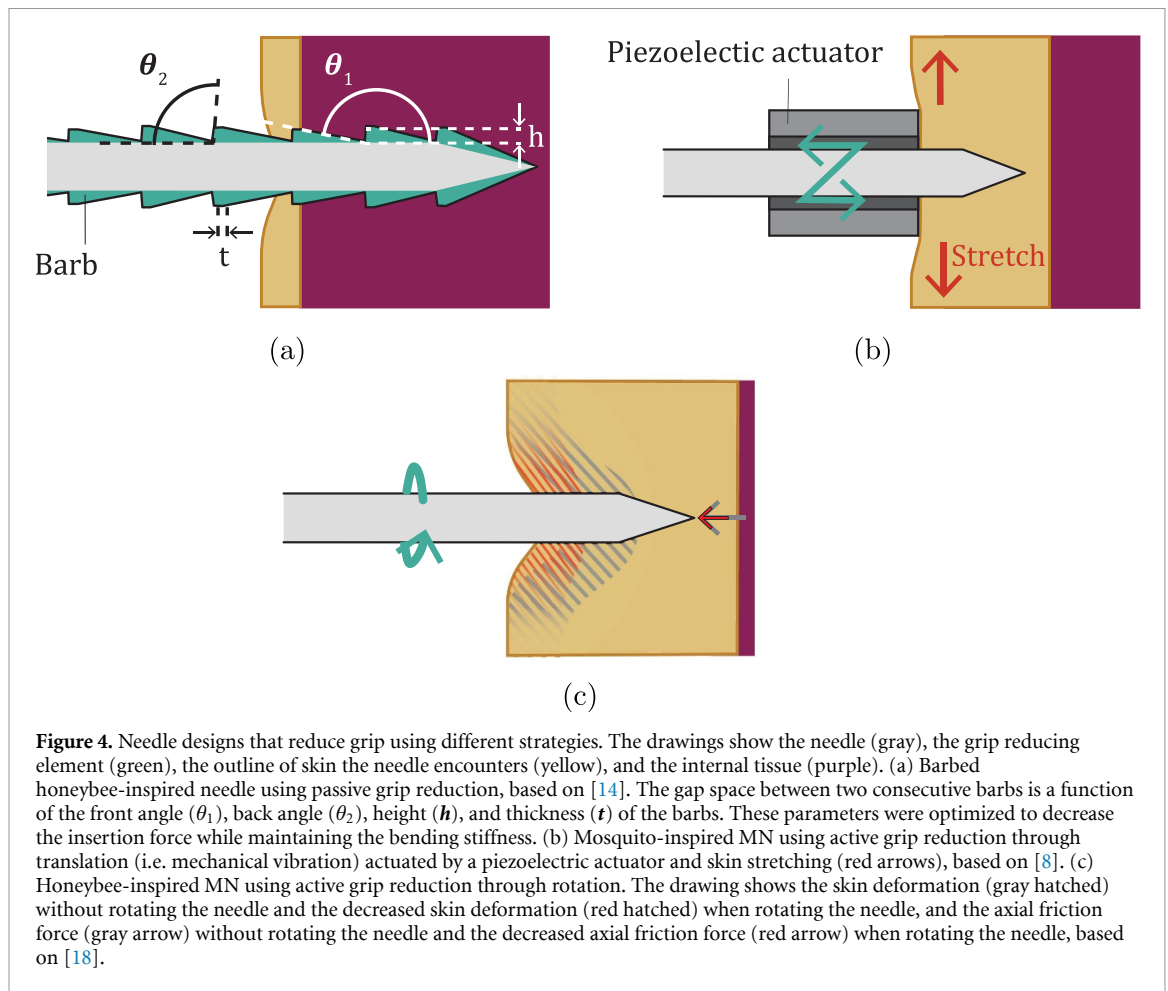 θ2
θ1
h
Barb
t
(a)
Piezoelectic actuator
Stretch
(b)
(c)
Figure 4. Needle designs that reduce grip using different strategies. The drawings show the needle (gray), the grip reducing
element (green), the outline of skin the needle encounters (yellow), and the internal tissue (purple). (a) Barbed
honeybee-inspired needle using passive grip reduction, based on [14]. The gap space between two consecutive barbs is a function
of the front angle (θ1), back angle (θ2), height (h), and thickness (t) of the barbs. These parameters were optimized to decrease
the insertion force while maintaining the bending stiffness. (b) Mosquito-inspired MN using active grip reduction through
translation (i.e. mechanical vibration) actuated by a piezoelectric actuator and skin stretching (red arrows), based on [8]. (c)
Honeybee-inspired MN using active grip reduction through rotation. The drawing shows the skin deformation (gray hatched)
without rotating the needle and the decreased skin deformation (red hatched) when rotating the needle, and the axial friction
force (gray arrow) without rotating the needle and the decreased axial friction force (red arrow) when rotating the needle, based
on [18].